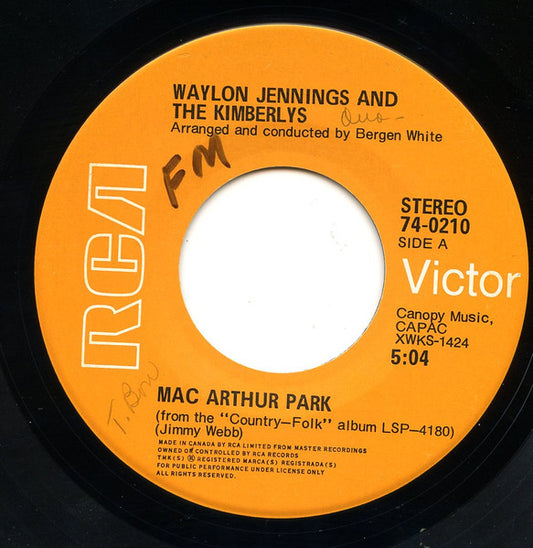 WAYLON JENNINGS AND
THE KIMBERLYS
Arranged and conducted by Bergen White
FM
RCA
STEREO
74-0210
SIDE A
Victor
Canopy Music,
CAPAC
XWKS-1424
5:04
MAC ARTHUR PARK
(from the "Country—Folk" album LSP—4180)
(Jimmy Webb)
MADE IN CANADA BY RCA LIMITED FROM MASTER RECORDINGS
OWNED OR CONTROLLED BY RCA RECORDS
TMK(S) ® REGISTERED MARCA(S) REGISTRADA(S)
FOR PUBLIC PERFORMANCE UNDER LICENSE ONLY
ALL RIGHTS RESERVED